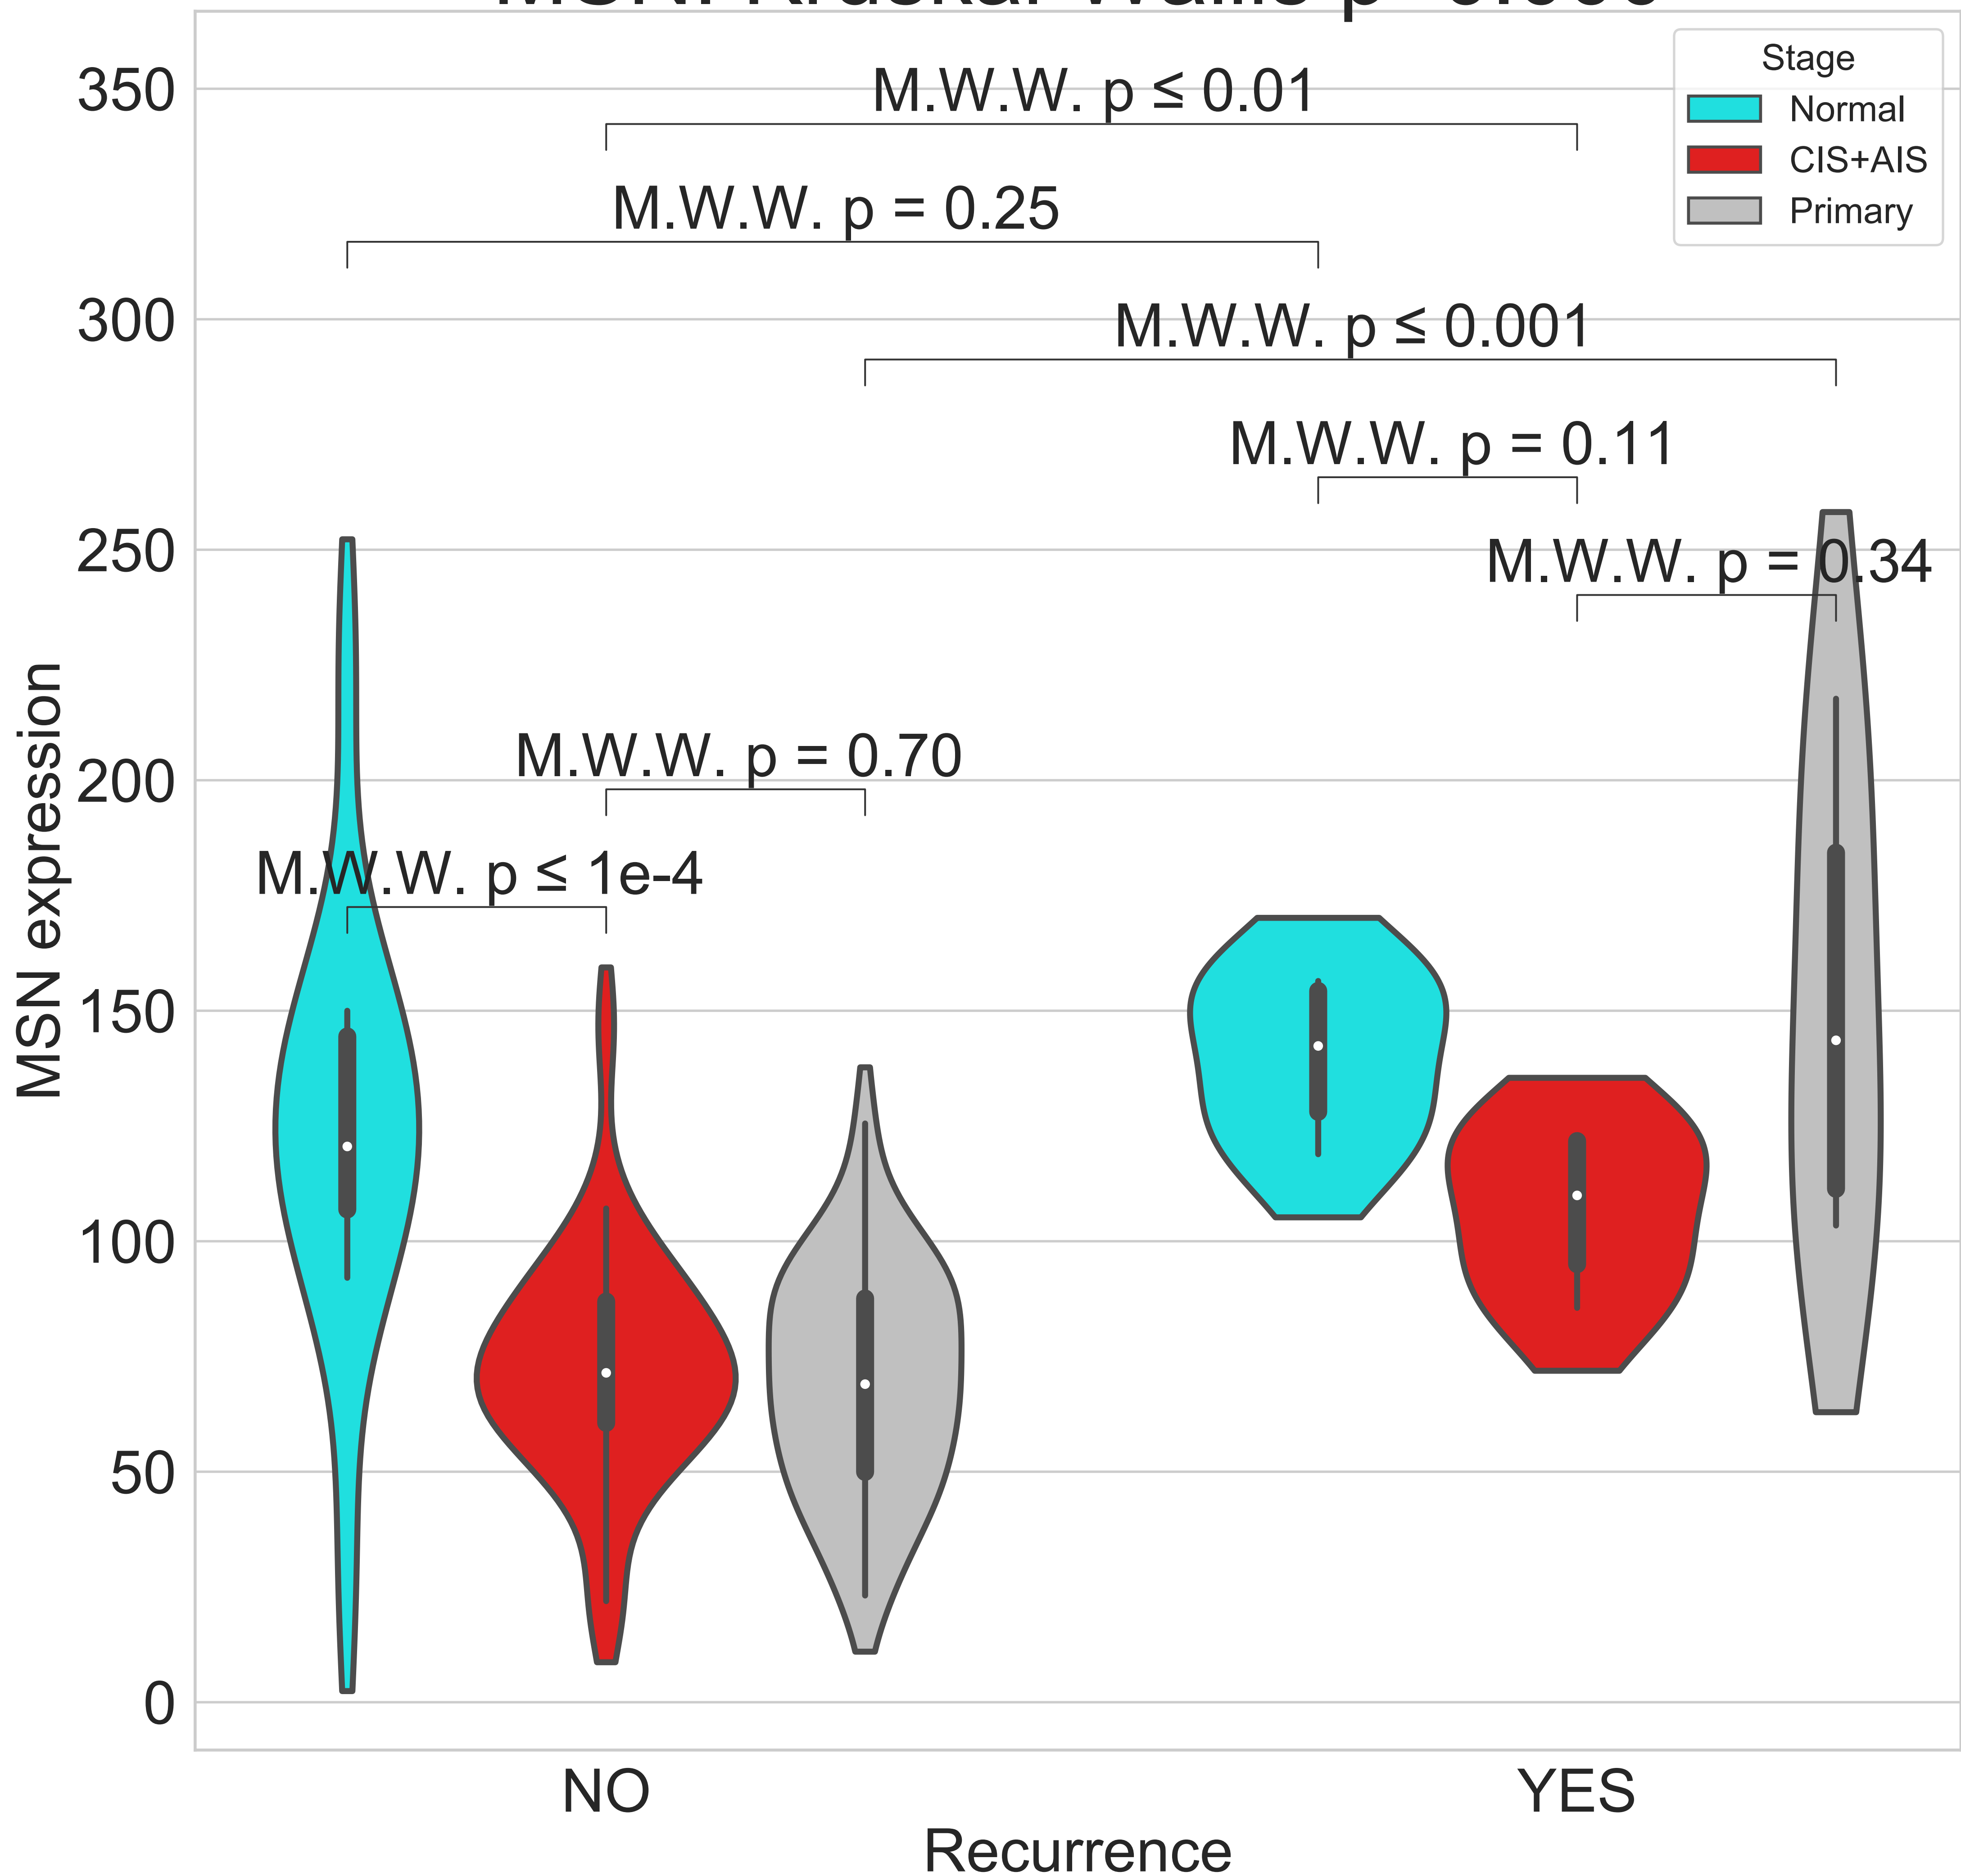 350
300
250
200
150
100
50
0
MSN expression
Stage
Normal
CIS+AIS
Primary
M.W.W. p ≤ 0.01
M.W.W. p = 0.25
M.W.W. p ≤ 0.001
M.W.W. p = 0.11
M.W.W. p = 0.34
M.W.W. p = 0.70
M.W.W. p ≤ 1e-4
NO
YES
Recurrence